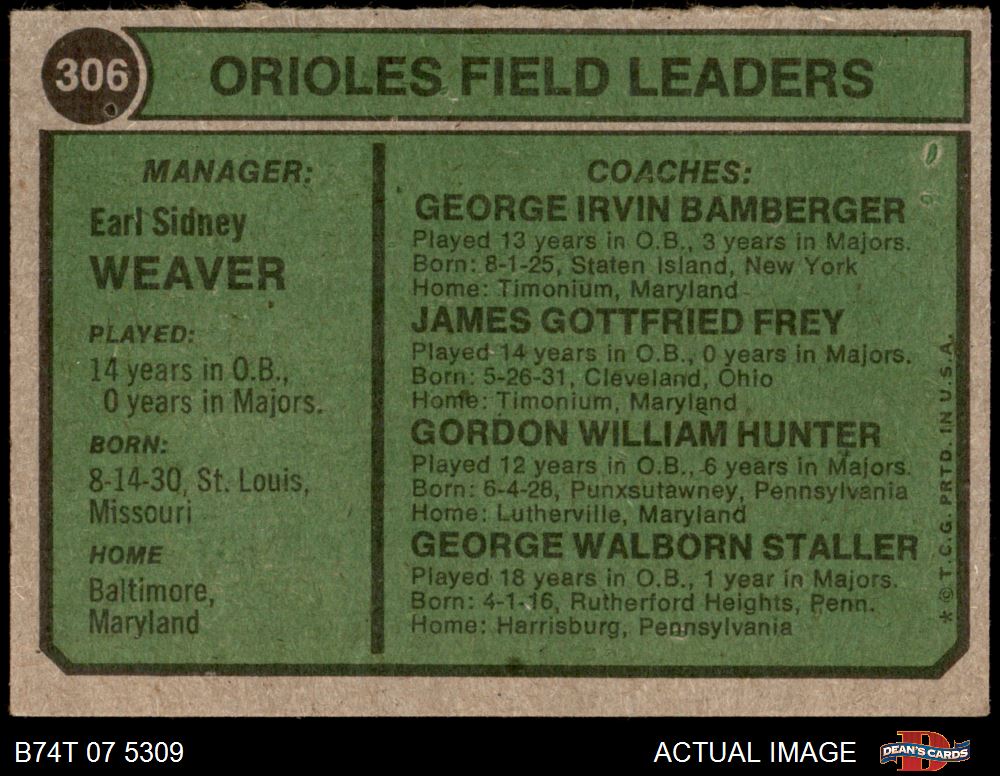 306
ORIOLES FIELD LEADERS
MANAGER:
Earl Sidney
WEAVER
PLAYED:
14 years in O.B.,
0 years in Majors.
BORN:
8-14-30, St. Louis,
Missouri
HOME
Baltimore,
Maryland
COACHES:
GEORGE IRVIN BAMBERGER
Played 13 years in O.B., 3 years in Majors.
Born: 8-1-25, Staten Island, New York
Home: Timonium, Maryland
JAMES GOTTFRIED FREY
Played 14 years in O.B., 0 years in Majors.
Born: 5-26-31, Cleveland, Ohio
Home: Timonium, Maryland
GORDON WILLIAM HUNTER
Played 12 years in O.B., 6 years in Majors.
Born: 6-4-28, Punxsutawney, Pennsylvania
Home: Lutherville, Maryland
GEORGE WALBORN STALLER
Played 18 years in O.B., 1 year in Majors.
Born: 4-1-16, Rutherford Heights, Penn.
Home: Harrisburg, Pennsylvania
* © T.C.G. PRTD. IN U.S.A.
B74T 07 5309
ACTUAL IMAGE
DEAN'S CARDS